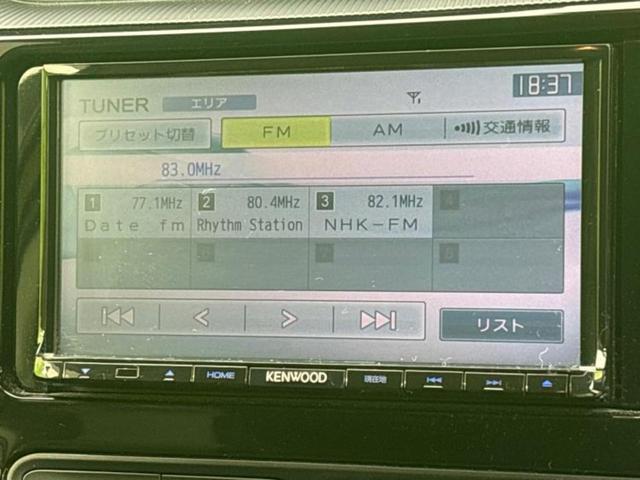 18:37
TUNER エリア
プリセット切替 FM AM 交通情報
83.0MHz
1 77.1MHz 2 80.4MHz 3 82.1MHz 4
Date fm Rhythm Station NHK-FM
6 7 8
リスト
HOME KENWOOD 現在地